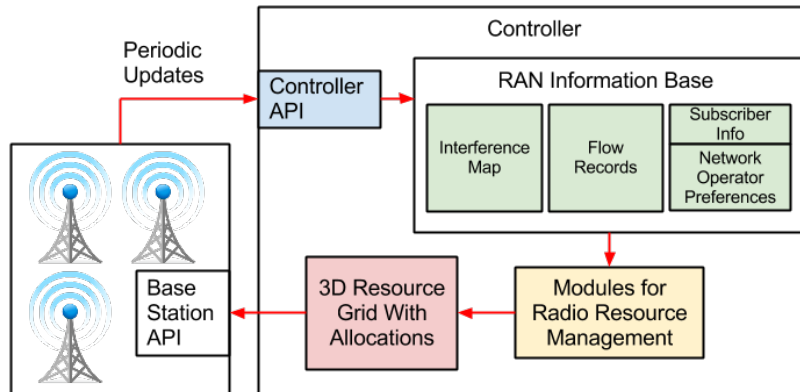 Controller
Periodic
Updates
Controller
API
RAN Information Base
Interference
Map
Flow
Records
Subscriber
Info
Network
Operator
Preferences
Base
Station
API
3D Resource
Grid With
Allocations
Modules for
Radio Resource
Management